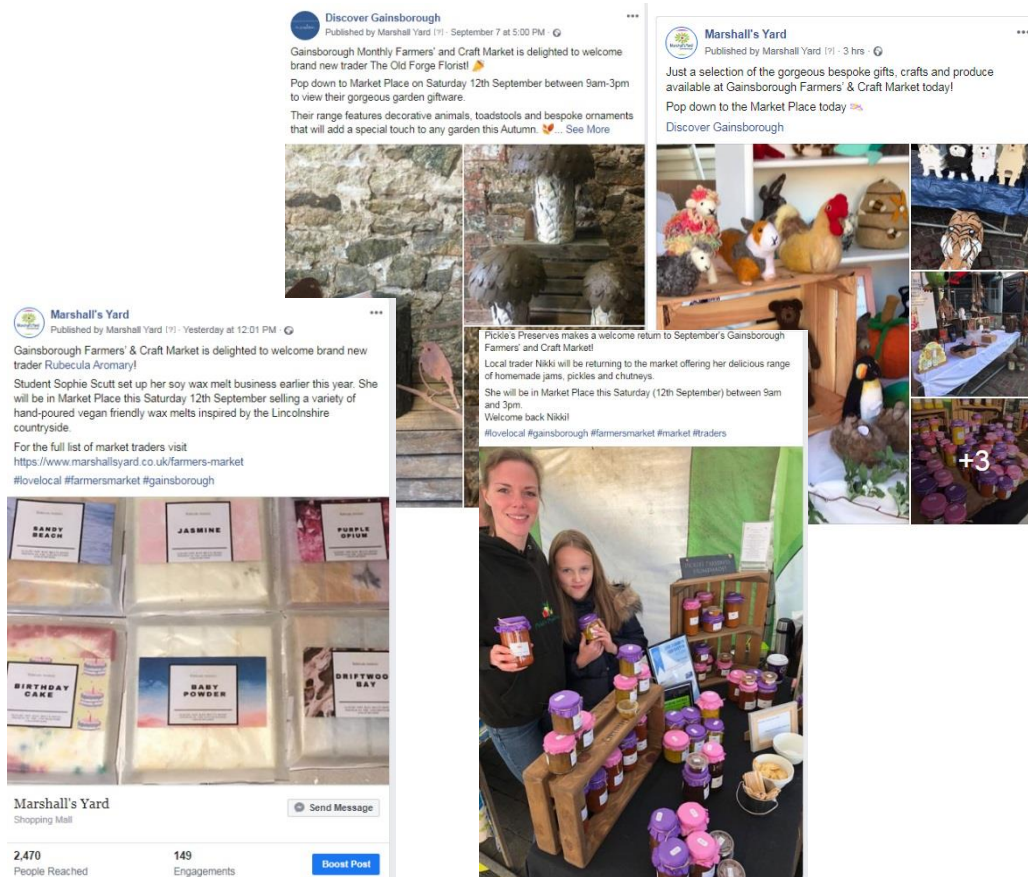 Discover Gainsborough
Published by Marshall Yard [?] · September 7 at 5:00 PM ·
Gainsborough Monthly Farmers' and Craft Market is delighted to welcome
brand new trader The Old Forge Florist!
Pop down to Market Place on Saturday 12th September between 9am-3pm
to view their gorgeous garden giftware.
Their range features decorative animals, toadstools and bespoke ornaments
that will add a special touch to any garden this Autumn. ... See More
Marshall's Yard
Published by Marshall Yard [?] · 3 hrs ·
Just a selection of the gorgeous bespoke gifts, crafts and produce
available at Gainsborough Farmers' & Craft Market today!
Pop down to the Market Place today
Discover Gainsborough
+3
Marshall's Yard
Published by Marshall Yard [?] · Yesterday at 12:01 PM ·
Gainsborough Farmers' & Craft Market is delighted to welcome brand new
trader Rubecula Aromary!
Student Sophie Scutt set up her soy wax melt business earlier this year. She
will be in Market Place this Saturday 12th September selling a variety of
hand-poured vegan friendly wax melts inspired by the Lincolnshire
countryside.
For the full list of market traders visit
https://www.marshallsyard.co.uk/farmers-market
#lovelocal #farmersmarket #gainsborough
SANDY
BEACH
JASMINE
PURPLE
OPIUM
BIRTHDAY
CAKE
BABY
POWDER
DRIFTWOO
BAY
Marshall's Yard
Shopping Mall
Send Message
2,470
People Reached
149
Engagements
Boost Post
Pickle's Preserves makes a welcome return to September's Gainsborough
Farmers' and Craft Market!
Local trader Nikki will be returning to the market offering her delicious range
of homemade jams, pickles and chutneys.
She will be in Market Place this Saturday (12th September) between 9am
and 3pm.
Welcome back Nikki!
#lovelocal #gainsborough #farmersmarket #market #traders